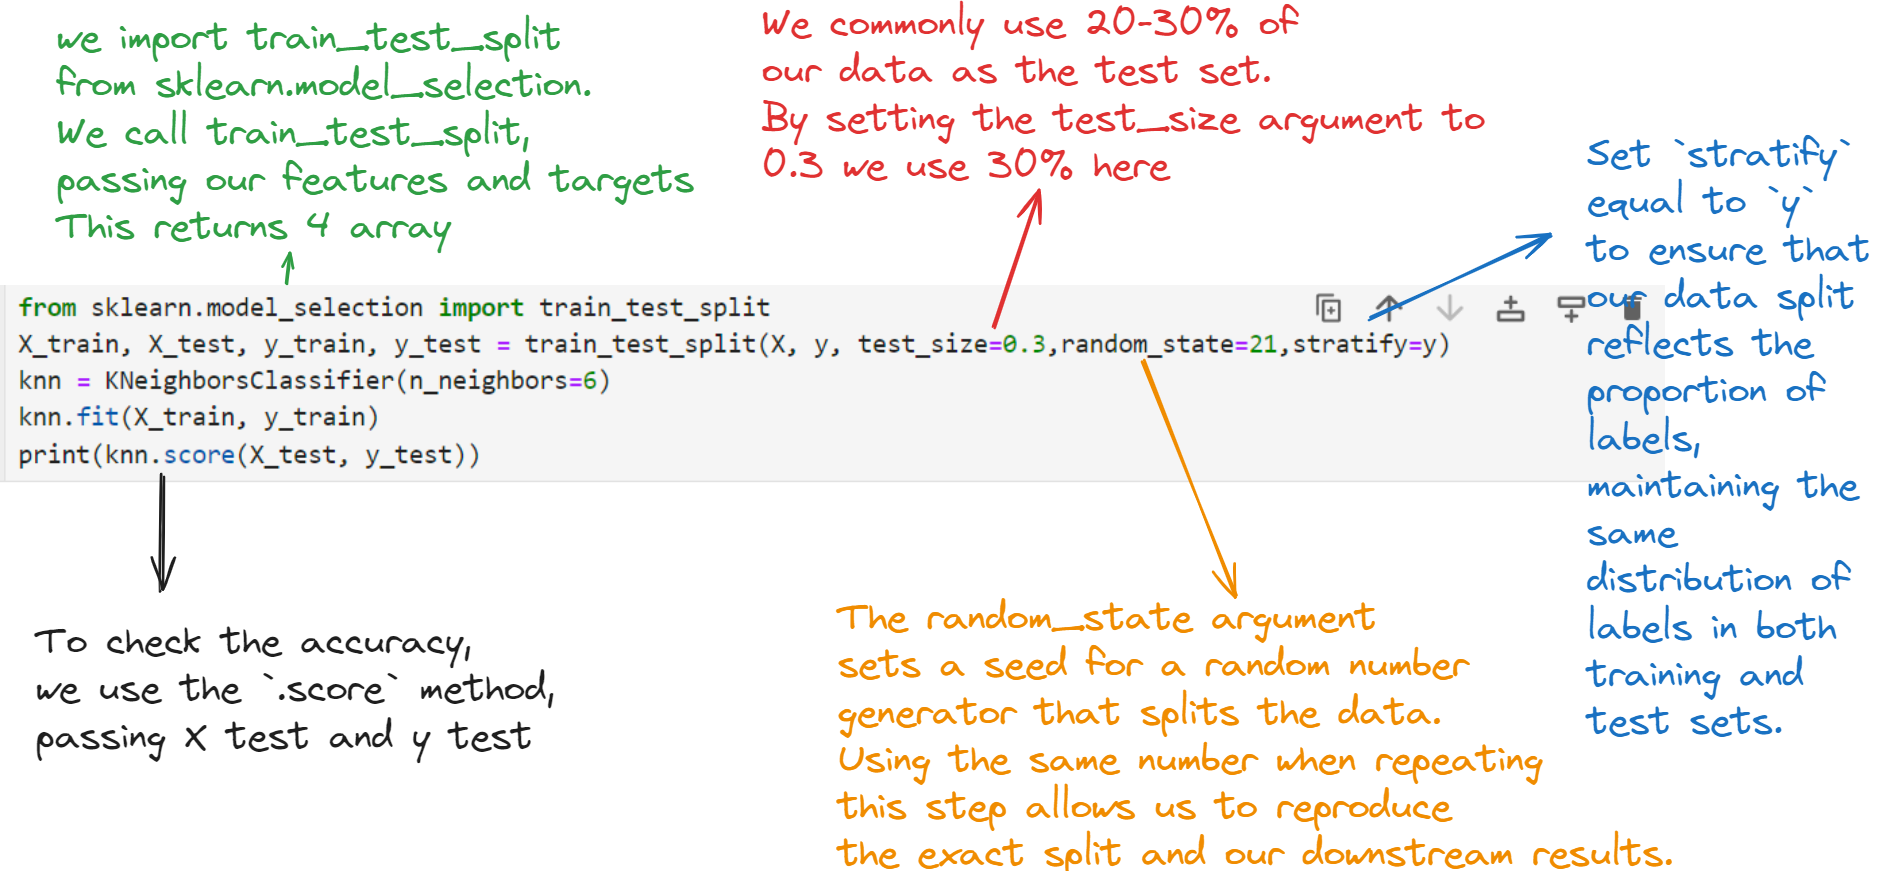 we import train_test_split
from sklearn.model_selection.
We call train_test_split,
passing our features and targets
This returns 4 array
We commonly use 20-30% of
our data as the test set.
By setting the test_size argument to
0.3 we use 30% here
Set `stratify`
equal to `y`
to ensure that
our data split
reflects the
proportion of
labels,
maintaining the
same
distribution of
labels in both
training and
test sets.
from sklearn.model_selection import train_test_split
X_train, X_test, y_train, y_test = train_test_split(X, y, test_size=0.3,random_state=21,stratify=y)
knn = KNeighborsClassifier(n_neighbors=6)
knn.fit(X_train, y_train)
print(knn.score(X_test, y_test))
To check the accuracy,
we use the `.score` method,
passing X test and y test
The random_state argument
sets a seed for a random number
generator that splits the data.
Using the same number when repeating
this step allows us to reproduce
the exact split and our downstream results.